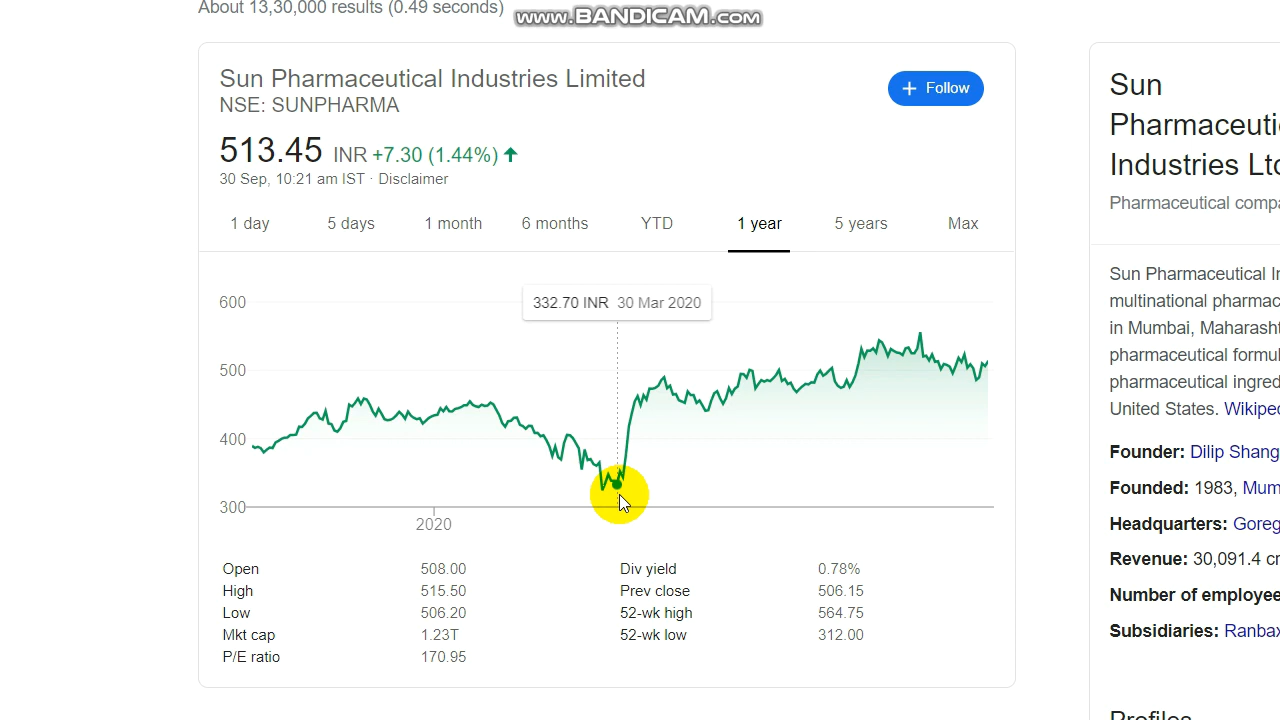 About 13,30,000 results (0.49 seconds)
www.BANDICAM.com
Sun Pharmaceutical Industries Limited
NSE: SUNPHARMA
+ Follow
513.45 INR +7.30 (1.44%)
30 Sep, 10:21 am IST · Disclaimer
1 day 5 days 1 month 6 months YTD 1 year 5 years Max
332.70 INR 30 Mar 2020
600
500
400
300
2020
Open 508.00 Div yield 0.78%
High 515.50 Prev close 506.15
Low 506.20 52-wk high 564.75
Mkt cap 1.23T 52-wk low 312.00
P/E ratio 170.95
Sun
Pharmaceuti
Industries Ltd
Pharmaceutical compa
Sun Pharmaceutical I
multinational pharmac
in Mumbai, Maharasht
pharmaceutical formul
pharmaceutical ingred
United States. Wikiped
Founder: Dilip Shang
Founded: 1983, Mum
Headquarters: Goreg
Revenue: 30,091.4 cr
Number of employee
Subsidiaries: Ranbax
Profiles